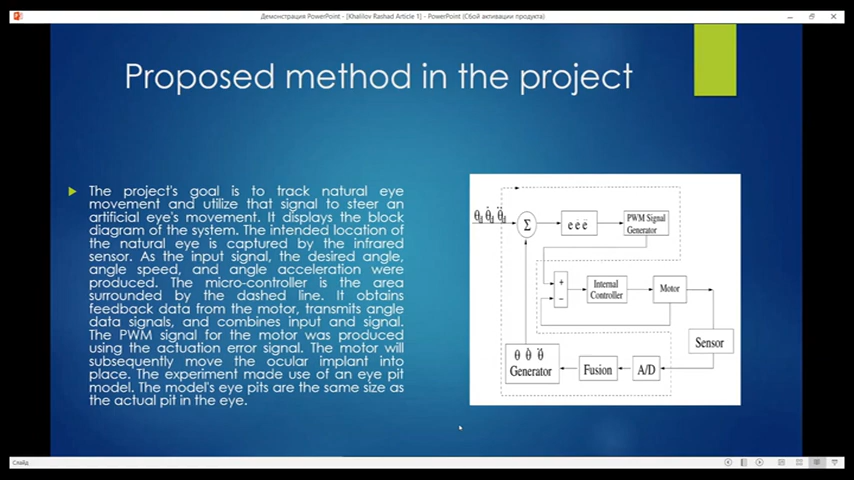 Демонстрация PowerPoint - [Khalilov Rashad Article 1] - PowerPoint (Сбой активации продукта)
Proposed method in the project
The project's goal is to track natural eye
movement and utilize that signal to steer an
artificial eye's movement. It displays the block
diagram of the system. The intended location of
the natural eye is captured by the infrared
sensor. As the input signal, the desired angle,
angle speed, and angle acceleration were
produced. The micro-controller is the area
surrounded by the dashed line. It obtains
feedback data from the motor, transmits angle
data signals, and combines input and signal.
The PWM signal for the motor was produced
using the actuation error signal. The motor will
subsequently move the ocular implant into
place. The experiment made use of an eye pit
model. The model's eye pits are the same size as
the actual pit in the eye.
θd θ̇d θ̈d
Σ
e ė ë
PWM Signal
Generator
+
−
Internal
Controller
Motor
Sensor
θ θ̇ θ̈
Generator
Fusion
A/D
Слайд